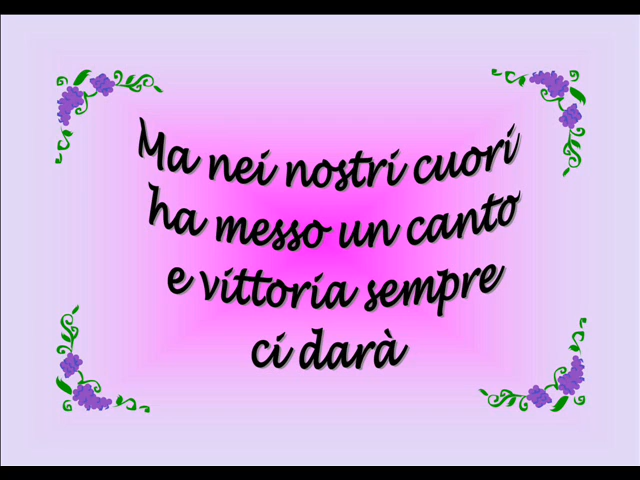 Ma nei nostri cuori
ha messo un canto
e vittoria sempre
ci darà